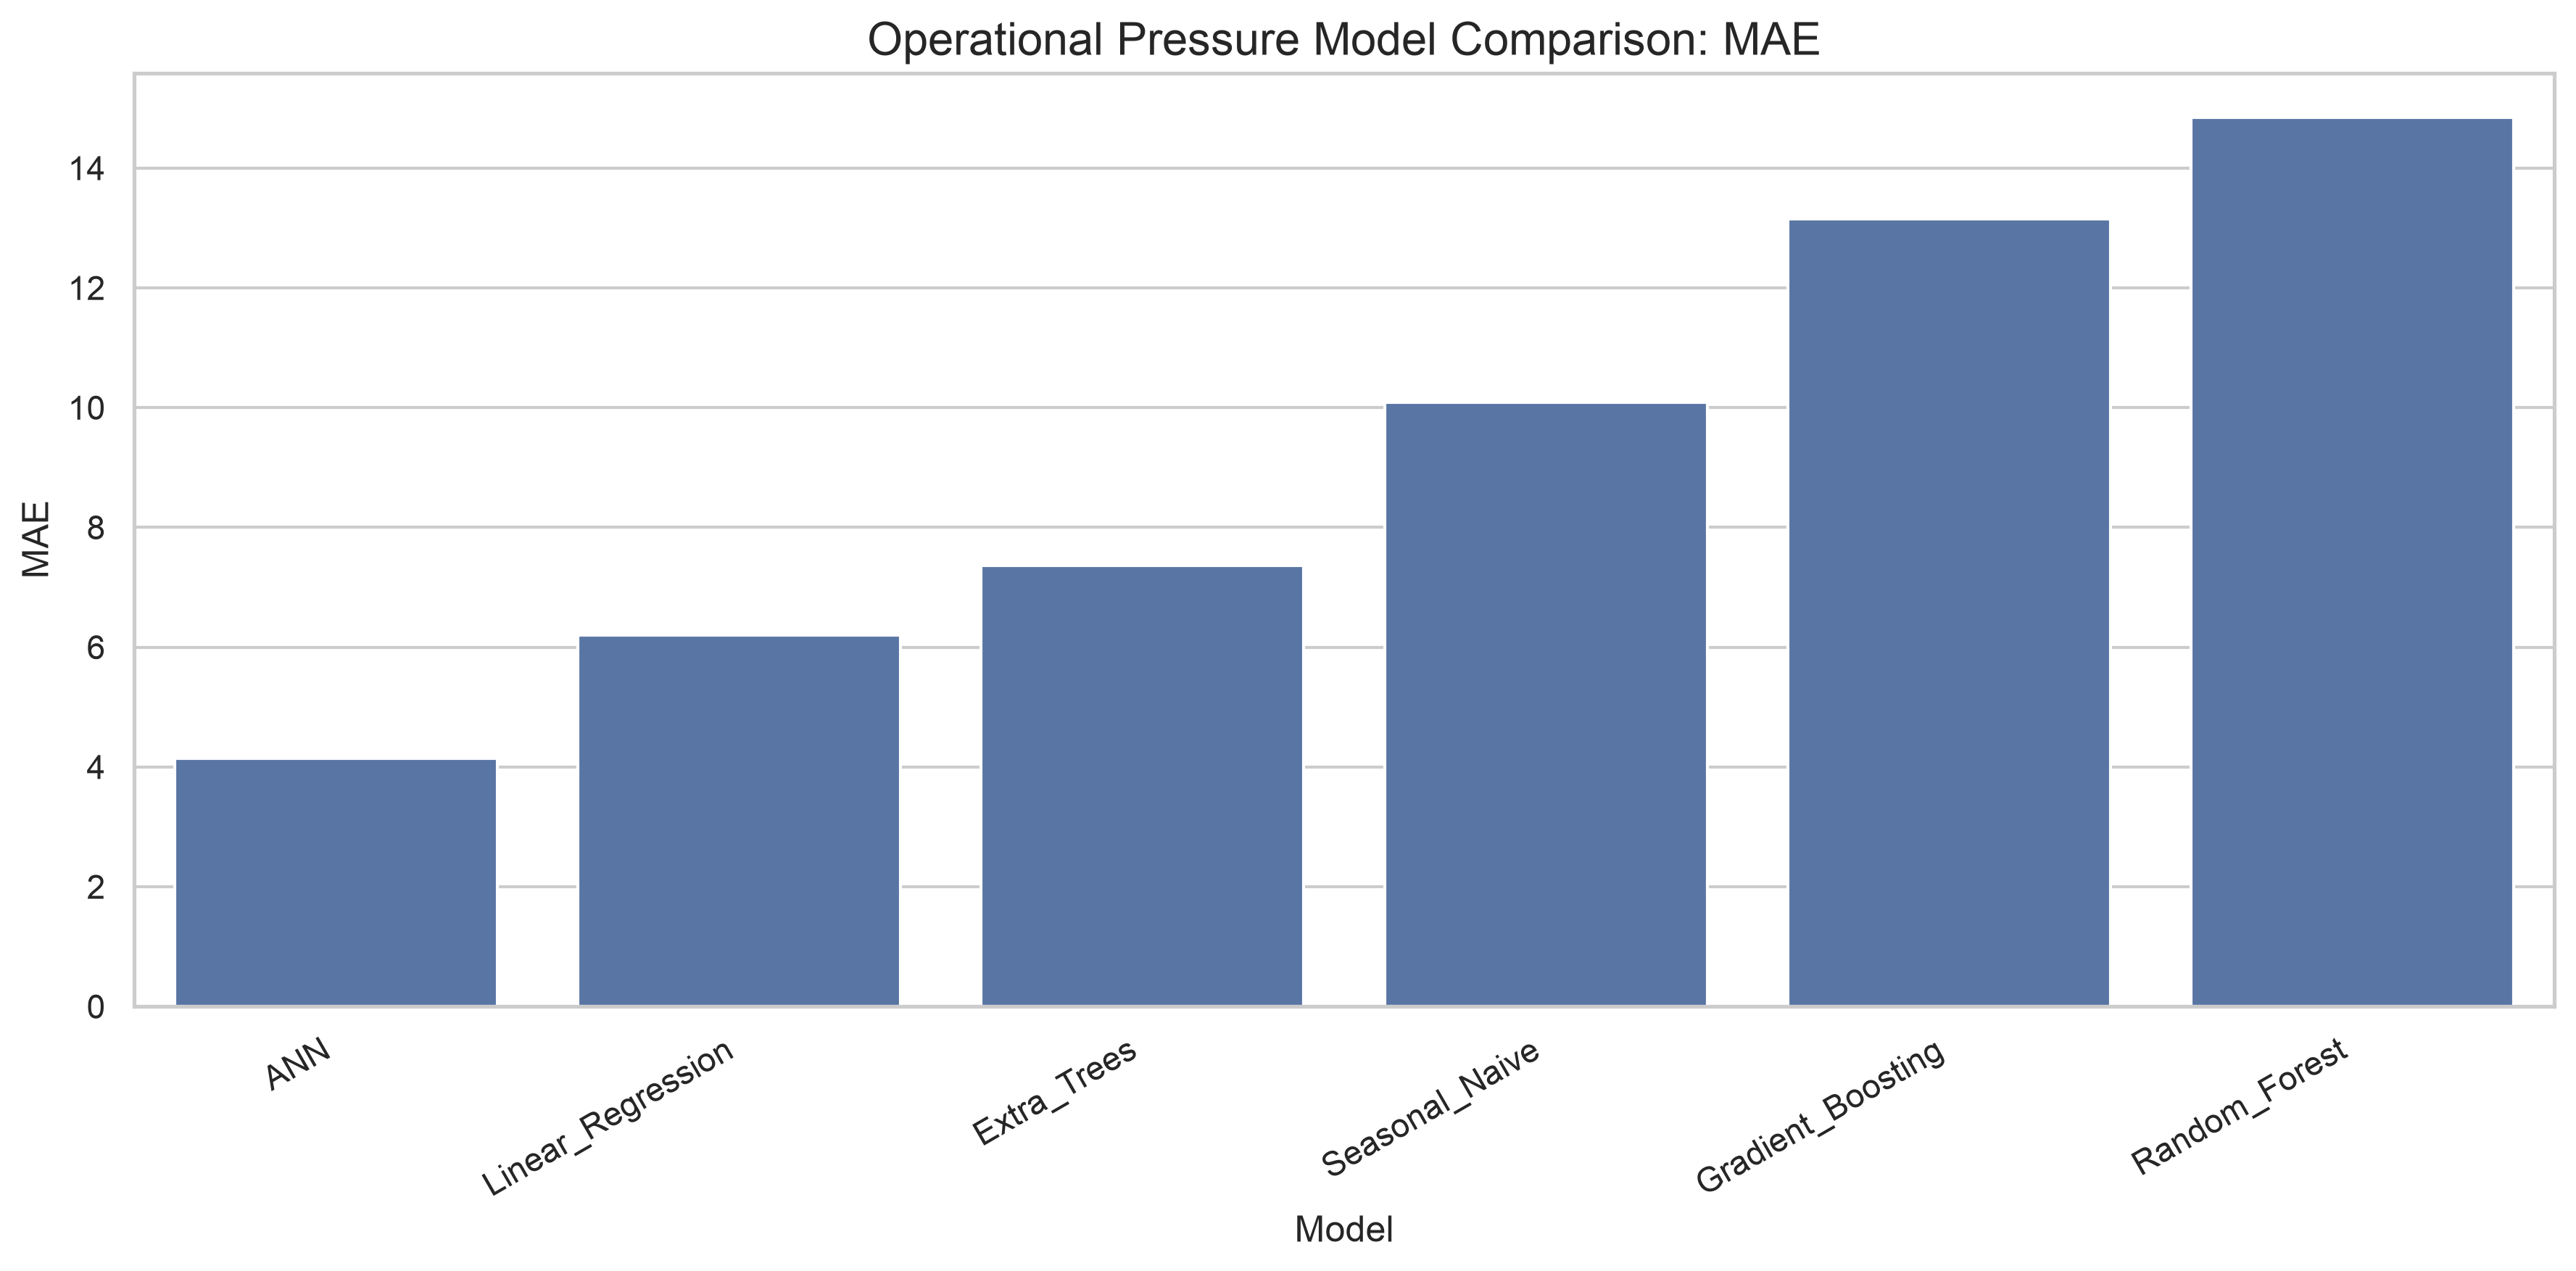 Operational Pressure Model Comparison: MAE
MAE
14
12
10
8
6
4
2
0
ANN
Linear_Regression
Extra_Trees
Seasonal_Naive
Gradient_Boosting
Random_Forest
Model